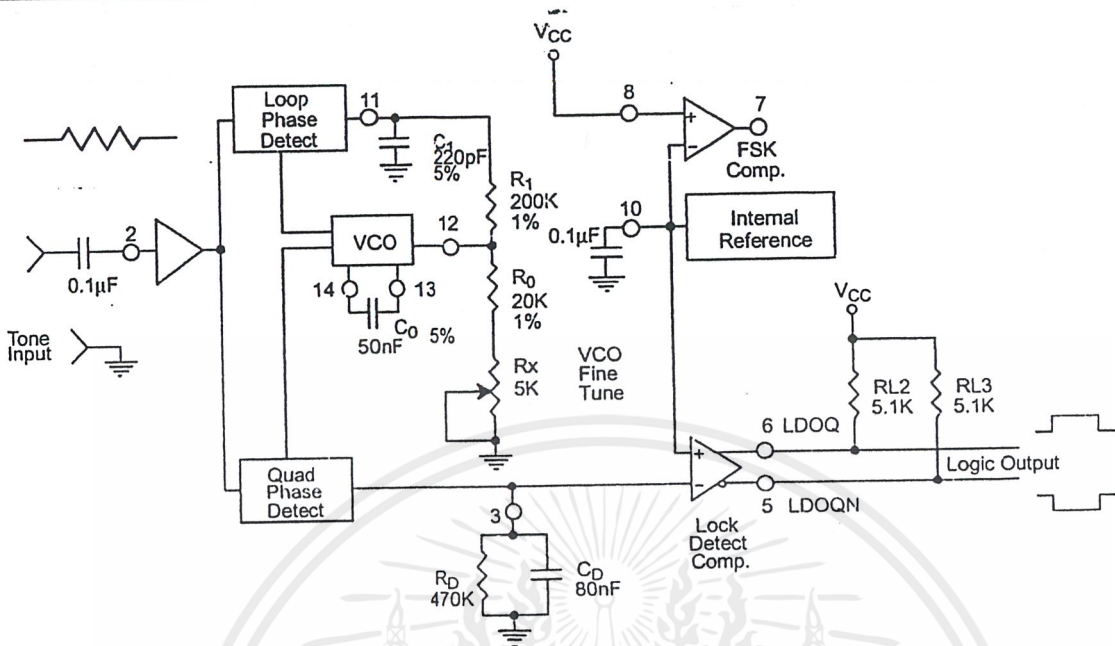 VCC
8
+
-
7
FSK
Comp.
Loop
Phase
Detect
11
C1
220pF
5%
R1
200K
1%
2
0.1µF
VCO
12
14
13
C0 5%
50nF
R0
20K
1%
Rx
5K
VCO
Fine
Tune
10
0.1µF
Internal
Reference
Tone
Input
VCC
RL2
5.1K
RL3
5.1K
6 LDOQ
Logic Output
5 LDOQN
+
-
Lock
Detect
Comp.
Quad
Phase
Detect
3
RD
470K
CD
80nF